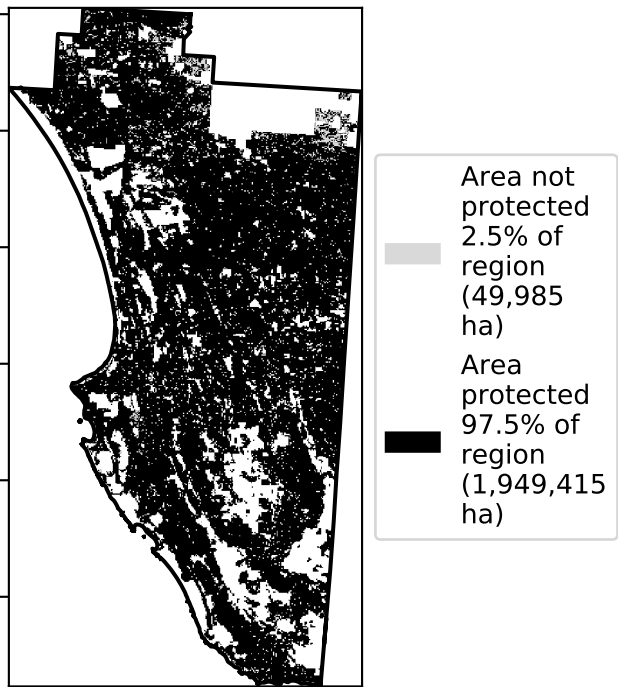 Area not
protected
2.5% of
region
(49,985
ha)
Area
protected
97.5% of
region
(1,949,415
ha)